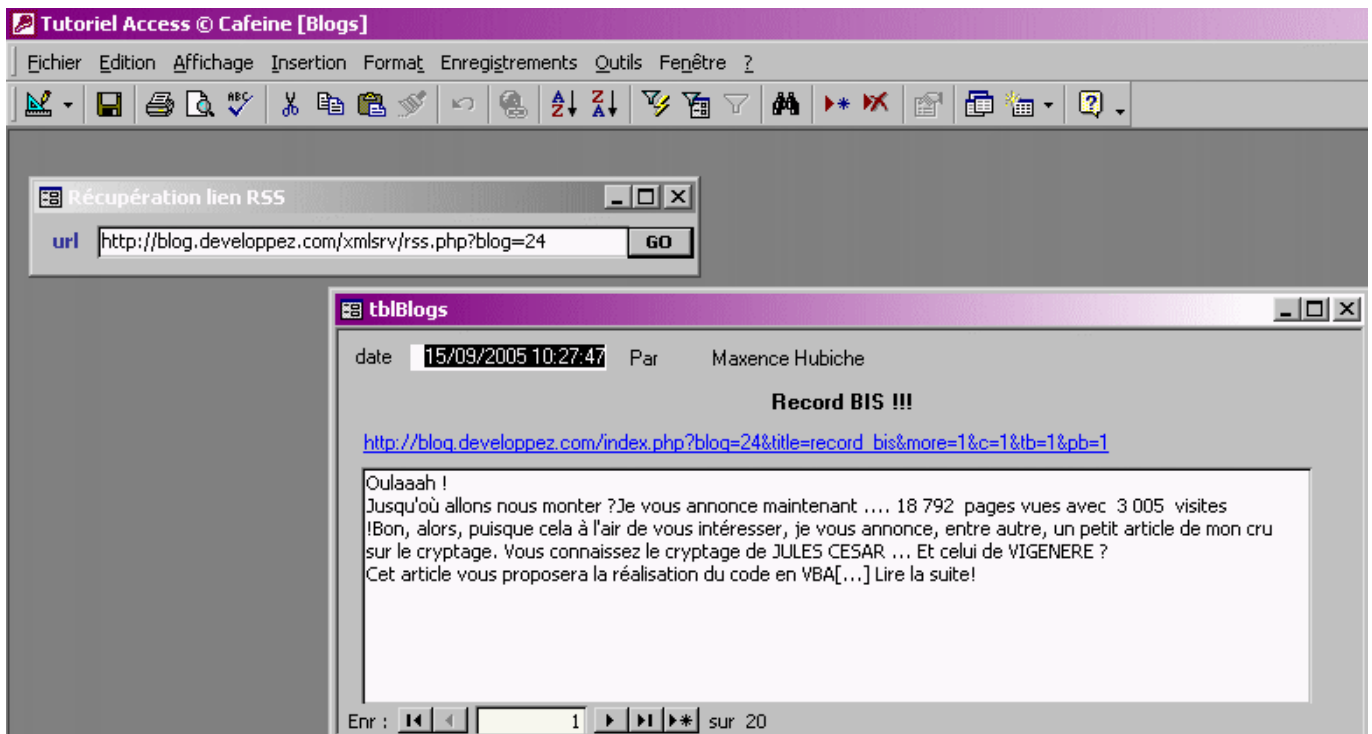 Tutoriel Access © Cafeine [Blogs]
Fichier Edition Affichage Insertion Format Enregistrements Outils Fenêtre ?
Récupération lien RSS
url http://blog.developpez.com/xmlsrv/rss.php?blog=24 GO
tblBlogs
date 15/09/2005 10:27:47 Par Maxence Hubiche
Record BIS !!!
http://blog.developpez.com/index.php?blog=24&title=record_bis&more=1&c=1&tb=1&pb=1
Oulaaah !
Jusqu'où allons nous monter ?Je vous annonce maintenant .... 18 792 pages vues avec 3 005 visites
!Bon, alors, puisque cela à l'air de vous intéresser, je vous annonce, entre autre, un petit article de mon cru
sur le cryptage. Vous connaissez le cryptage de JULES CESAR ... Et celui de VIGENERE ?
Cet article vous proposera la réalisation du code en VBA[...] Lire la suite!
Enr : 1 sur 20